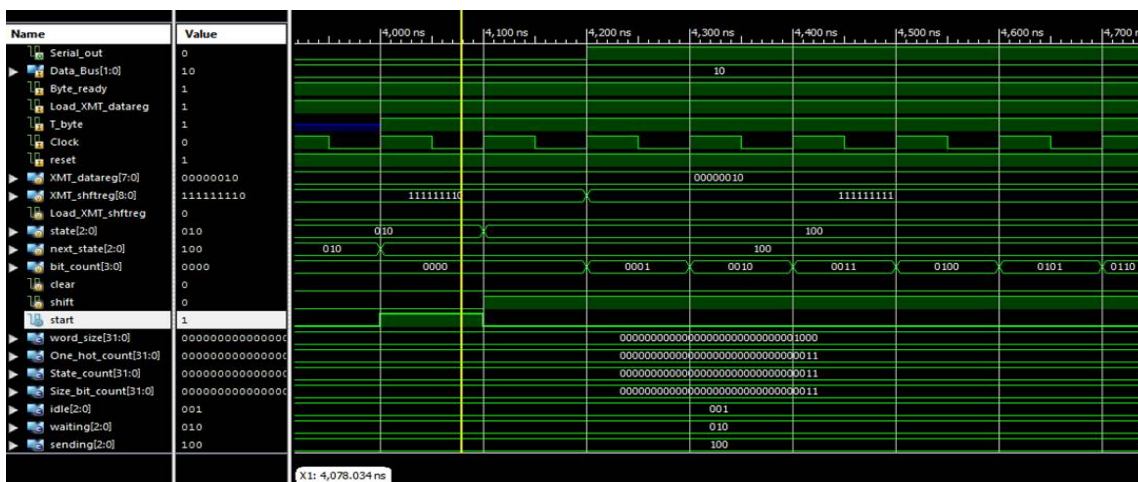 Name Value
4,000 ns 4,100 ns 4,200 ns 4,300 ns 4,400 ns 4,500 ns 4,600 ns 4,700 n
Serial_out 0
Data_Bus[1:0] 10 10
Byte_ready 1
Load_XMT_datareg 1
T_byte 1
Clock 0
reset 1
XMT_datareg[7:0] 00000010 00000010
XMT_shftreg[8:0] 111111110 111111110 111111111
Load_XMT_shftreg 0
state[2:0] 010 010 100
next_state[2:0] 100 010 100
bit_count[3:0] 0000 0000 0001 0010 0011 0100 0101 0110
clear 0
shift 0
start 1
word_size[31:0] 00000000000000000000000000001000
One_hot_count[31:0] 00000000000000000000000000000011
State_count[31:0] 00000000000000000000000000000011
Size_bit_count[31:0] 00000000000000000000000000000011
idle[2:0] 001 001
waiting[2:0] 010 010
sending[2:0] 100 100
X1: 4,078.034 ns